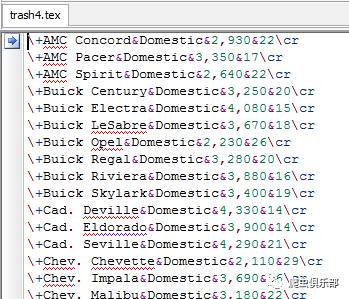 trash4.tex
\+AMC Concord&Domestic&2,930&22\cr
\+AMC Pacer&Domestic&3,350&17\cr
\+AMC Spirit&Domestic&2,640&22\cr
\+Buick Century&Domestic&3,250&20\cr
\+Buick Electra&Domestic&4,080&15\cr
\+Buick LeSabre&Domestic&3,670&18\cr
\+Buick Opel&Domestic&2,230&26\cr
\+Buick Regal&Domestic&3,280&20\cr
\+Buick Riviera&Domestic&3,880&16\cr
\+Buick Skylark&Domestic&3,400&19\cr
\+Cad. Deville&Domestic&4,330&14\cr
\+Cad. Eldorado&Domestic&3,900&14\cr
\+Cad. Seville&Domestic&4,290&21\cr
\+Chev. Chevette&Domestic&2,110&29\cr
\+Chev. Impala&Domestic&3,690&16\cr
\+Chev. Malibu&Domestic&3,180&22\cr
爬虫俱乐部